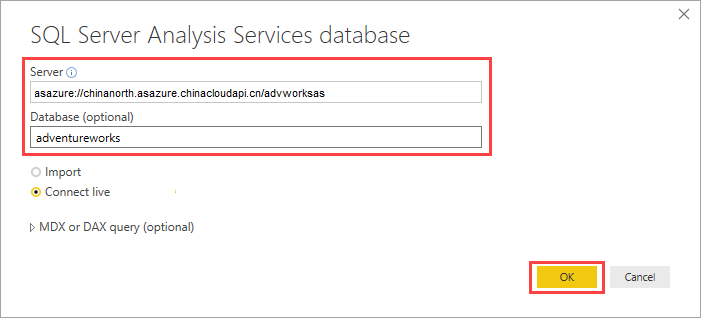 SQL Server Analysis Services database
Server
asazure://chinanorth.asazure.chinacloudapi.cn/advworksas
Database (optional)
adventureworks
Import
Connect live
MDX or DAX query (optional)
OK Cancel